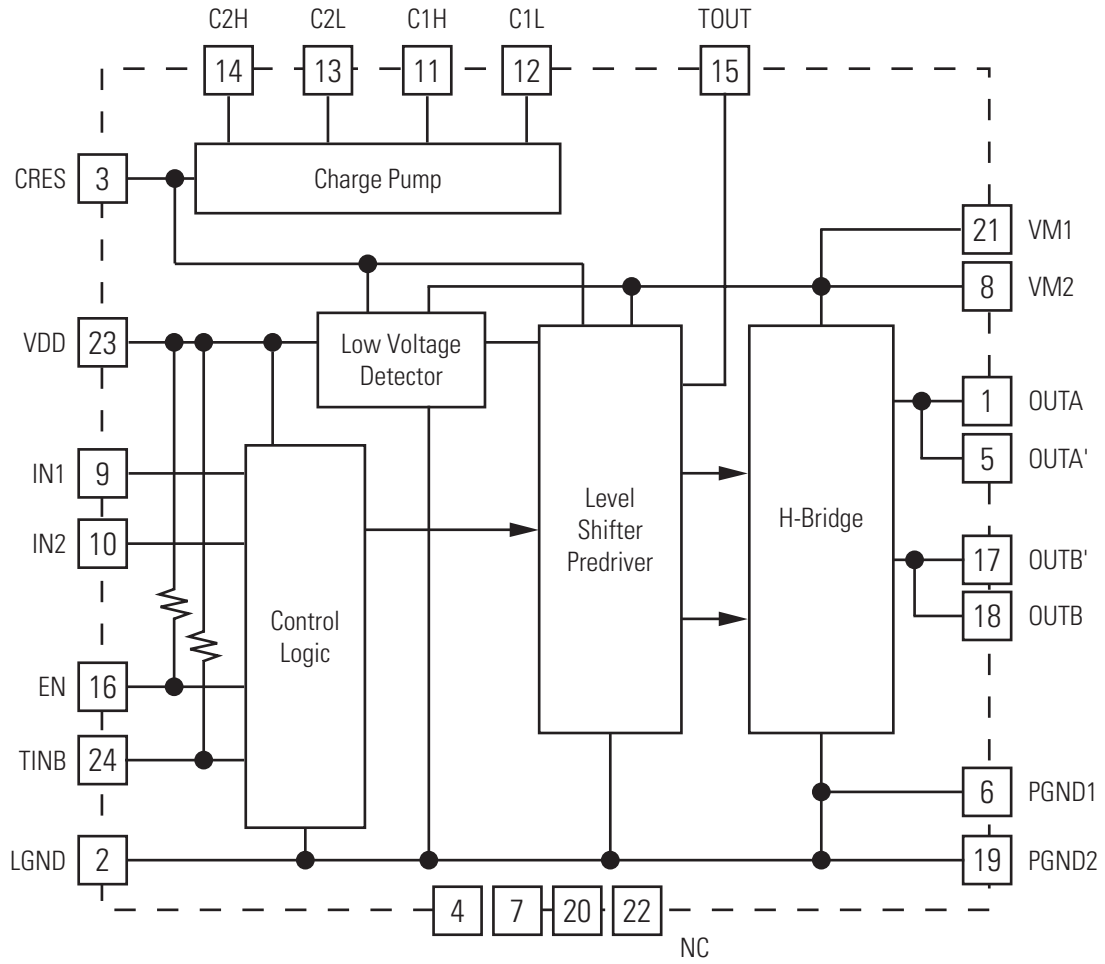 C2H C2L C1H C1L TOUT
14 13 11 12 15
CRES 3 Charge Pump
21 VM1
8 VM2
VDD 23 Low Voltage
Detector
1 OUTA
5 OUTA'
IN1 9
IN2 10
Level
Shifter
Predriver
H-Bridge
17 OUTB'
18 OUTB
Control
Logic
EN 16
TINB 24
6 PGND1
LGND 2
19 PGND2
4 7 20 22
NC